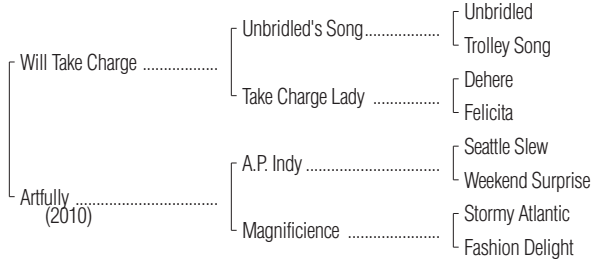 Unbridled
Unbridled's Song..................
Trolley Song
Will Take Charge ..................
Dehere
Take Charge Lady ................
Felicita
Seattle Slew
A.P. Indy ................................
Weekend Surprise
Artfully ..................................
(2010)
Stormy Atlantic
Magnificience ......................
Fashion Delight